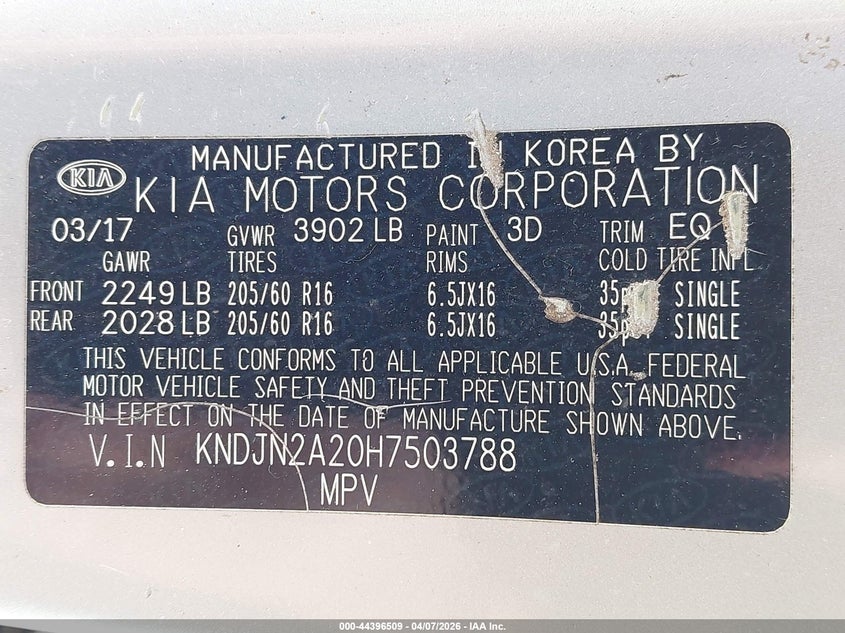 MANUFACTURED IN KOREA BY
KIA KIA MOTORS CORPORATION
03/17 GVWR 3902 LB PAINT 3D TRIM EQ
GAWR TIRES RIMS COLD TIRE INFL.
FRONT 2249 LB 205/60 R16 6.5JX16 35psi SINGLE
REAR 2028 LB 205/60 R16 6.5JX16 35psi SINGLE
THIS VEHICLE CONFORMS TO ALL APPLICABLE U.S.A. FEDERAL
MOTOR VEHICLE SAFETY AND THEFT PREVENTION STANDARDS
IN EFFECT ON THE DATE OF MANUFACTURE SHOWN ABOVE.
V.I.N KNDJN2A20H7503788
MPV
000-44396509 | 04/07/2026 - IAA Inc.